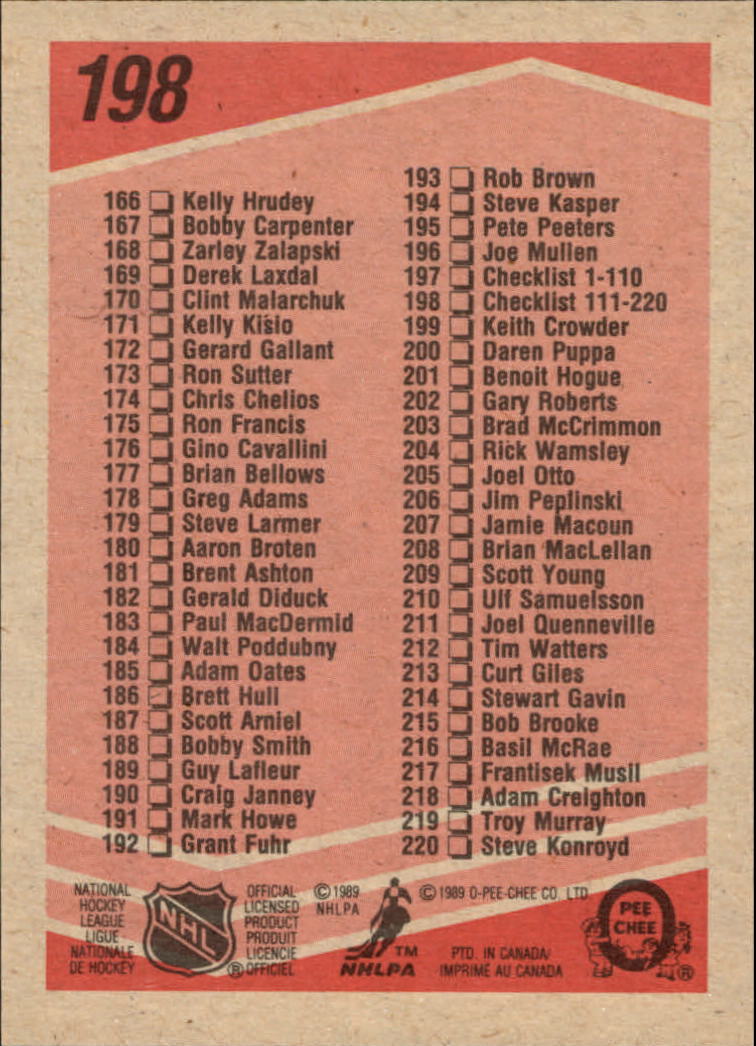 198
166 Kelly Hrudey
167 Bobby Carpenter
168 Zarley Zalapski
169 Derek Laxdal
170 Clint Malarchuk
171 Kelly Kisio
172 Gerard Gallant
173 Ron Sutter
174 Chris Chelios
175 Ron Francis
176 Gino Cavallini
177 Brian Bellows
178 Greg Adams
179 Steve Larmer
180 Aaron Broten
181 Brent Ashton
182 Gerald Diduck
183 Paul MacDermid
184 Walt Poddubny
185 Adam Oates
186 Brett Hull
187 Scott Arniel
188 Bobby Smith
189 Guy Lafleur
190 Craig Janney
191 Mark Howe
192 Grant Fuhr
193 Rob Brown
194 Steve Kasper
195 Pete Peeters
196 Joe Mullen
197 Checklist 1-110
198 Checklist 111-220
199 Keith Crowder
200 Daren Puppa
201 Benoit Hogue
202 Gary Roberts
203 Brad McCrimmon
204 Rick Wamsley
205 Joel Otto
206 Jim Peplinski
207 Jamie Macoun
208 Brian MacLellan
209 Scott Young
210 Ulf Samuelsson
211 Joel Quenneville
212 Tim Watters
213 Curt Giles
214 Stewart Gavin
215 Bob Brooke
216 Basil McRae
217 Frantisek Musil
218 Adam Creighton
219 Troy Murray
220 Steve Konroyd
NATIONAL
HOCKEY
LEAGUE
LIGUE
NATIONALE
DE HOCKEY
NHL
®
OFFICIAL
LICENSED
PRODUCT
PRODUIT
LICENCIE
OFFICIEL
© 1989
NHLPA
TM
NHLPA
© 1989 O-PEE-CHEE CO. LTD
PTD. IN CANADA/
IMPRIMÉ AU CANADA
O
PEE
CHEE
®